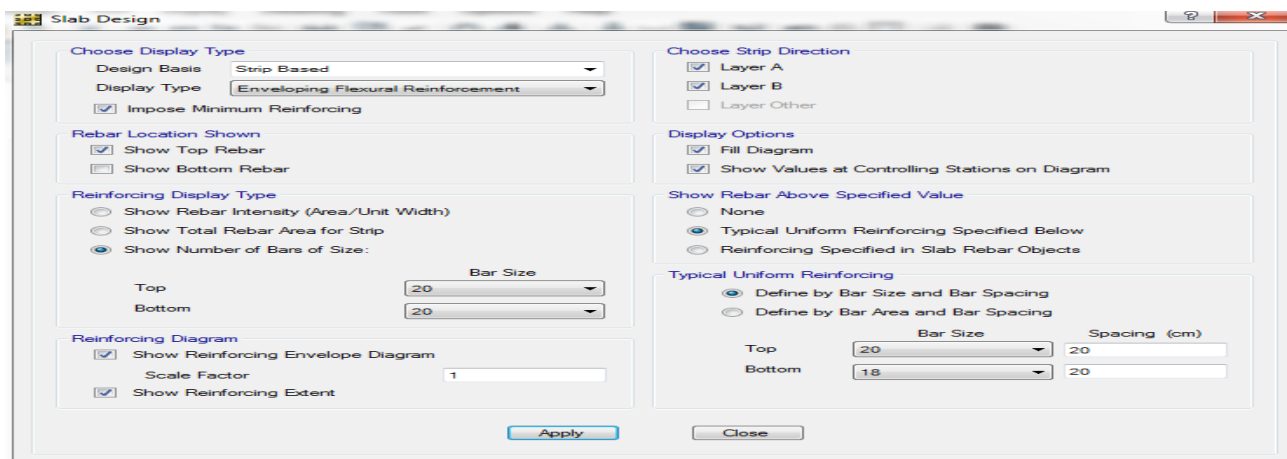 Slab Design
Choose Display Type
Design Basis Strip Based
Display Type Enveloping Flexural Reinforcement
Impose Minimum Reinforcing
Rebar Location Shown
Show Top Rebar
Show Bottom Rebar
Reinforcing Display Type
Show Rebar Intensity (Area/Unit Width)
Show Total Rebar Area for Strip
Show Number of Bars of Size:
Bar Size
Top 20
Bottom 20
Reinforcing Diagram
Show Reinforcing Envelope Diagram
Scale Factor 1
Show Reinforcing Extent
Choose Strip Direction
Layer A
Layer B
Layer Other
Display Options
Fill Diagram
Show Values at Controlling Stations on Diagram
Show Rebar Above Specified Value
None
Typical Uniform Reinforcing Specified Below
Reinforcing Specified in Slab Rebar Objects
Typical Uniform Reinforcing
Define by Bar Size and Bar Spacing
Define by Bar Area and Bar Spacing
Bar Size Spacing (cm)
Top 20 20
Bottom 18 20
Apply Close